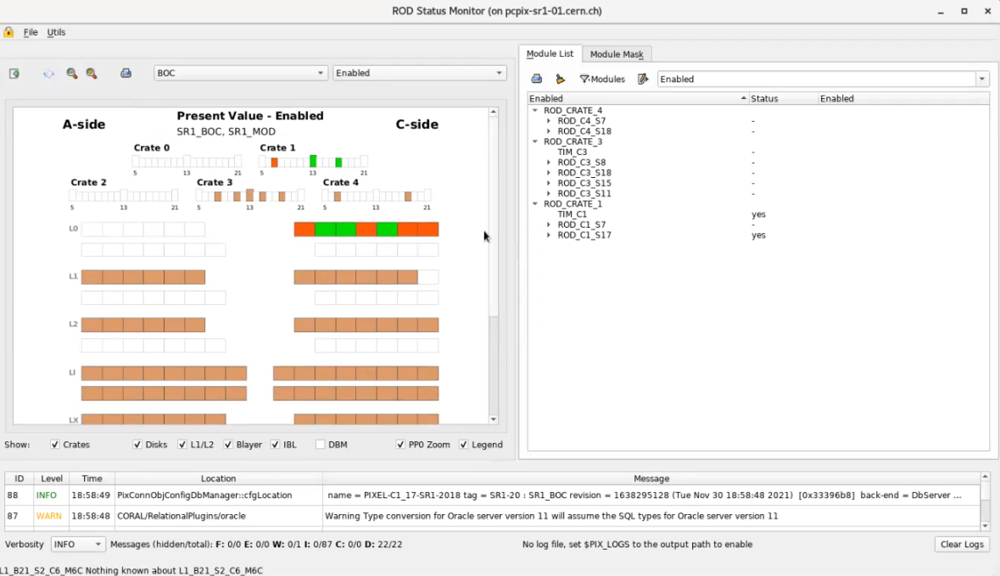 ROD Status Monitor (on pcpix-sr1-01.cern.ch)
File Utils
BOC Enabled
Present Value - Enabled
A-side C-side
SR1_BOC, SR1_MOD
Crate 0 Crate 1
5 13 21 5 13 21
Crate 2 Crate 3 Crate 4
5 13 21 5 13 21 5 13 21
L0
L1
L2
LI
LX
Show: Crates Disks L1/L2 Blayer IBL DBM PP0 Zoom Legend
Module List Module Mask
Modules Enabled
Enabled Status Enabled
ROD_CRATE_4
ROD_C4_S7 -
ROD_C4_S18 -
ROD_CRATE_3
TIM_C3 -
ROD_C3_S8 -
ROD_C3_S18 -
ROD_C3_S15 -
ROD_C3_S11 -
ROD_CRATE_1
TIM_C1 yes
ROD_C1_S7 -
ROD_C1_S17 yes
ID Level Time Location Message
88 INFO 18:58:49 PixConnObjConfigDbManager::cfgLocation name = PIXEL-C1_17-SR1-2018 tag = SR1-20 : SR1_BOC revision = 1638295128 (Tue Nov 30 18:58:48 2021) [0x33396b8] back-end = DbServer ...
87 WARN 18:58:48 CORAL/RelationalPlugins/oracle Warning Type conversion for Oracle server version 11 will assume the SQL types for Oracle server version 11
Verbosity INFO Messages (hidden/total): F: 0/0 E: 0/0 W: 0/1 I: 0/87 C: 0/0 D: 22/22 No log file, set $PIX_LOGS to the output path to enable Clear Logs
L1_B21_S2_C6_M6C Nothing known about L1_B21_S2_C6_M6C